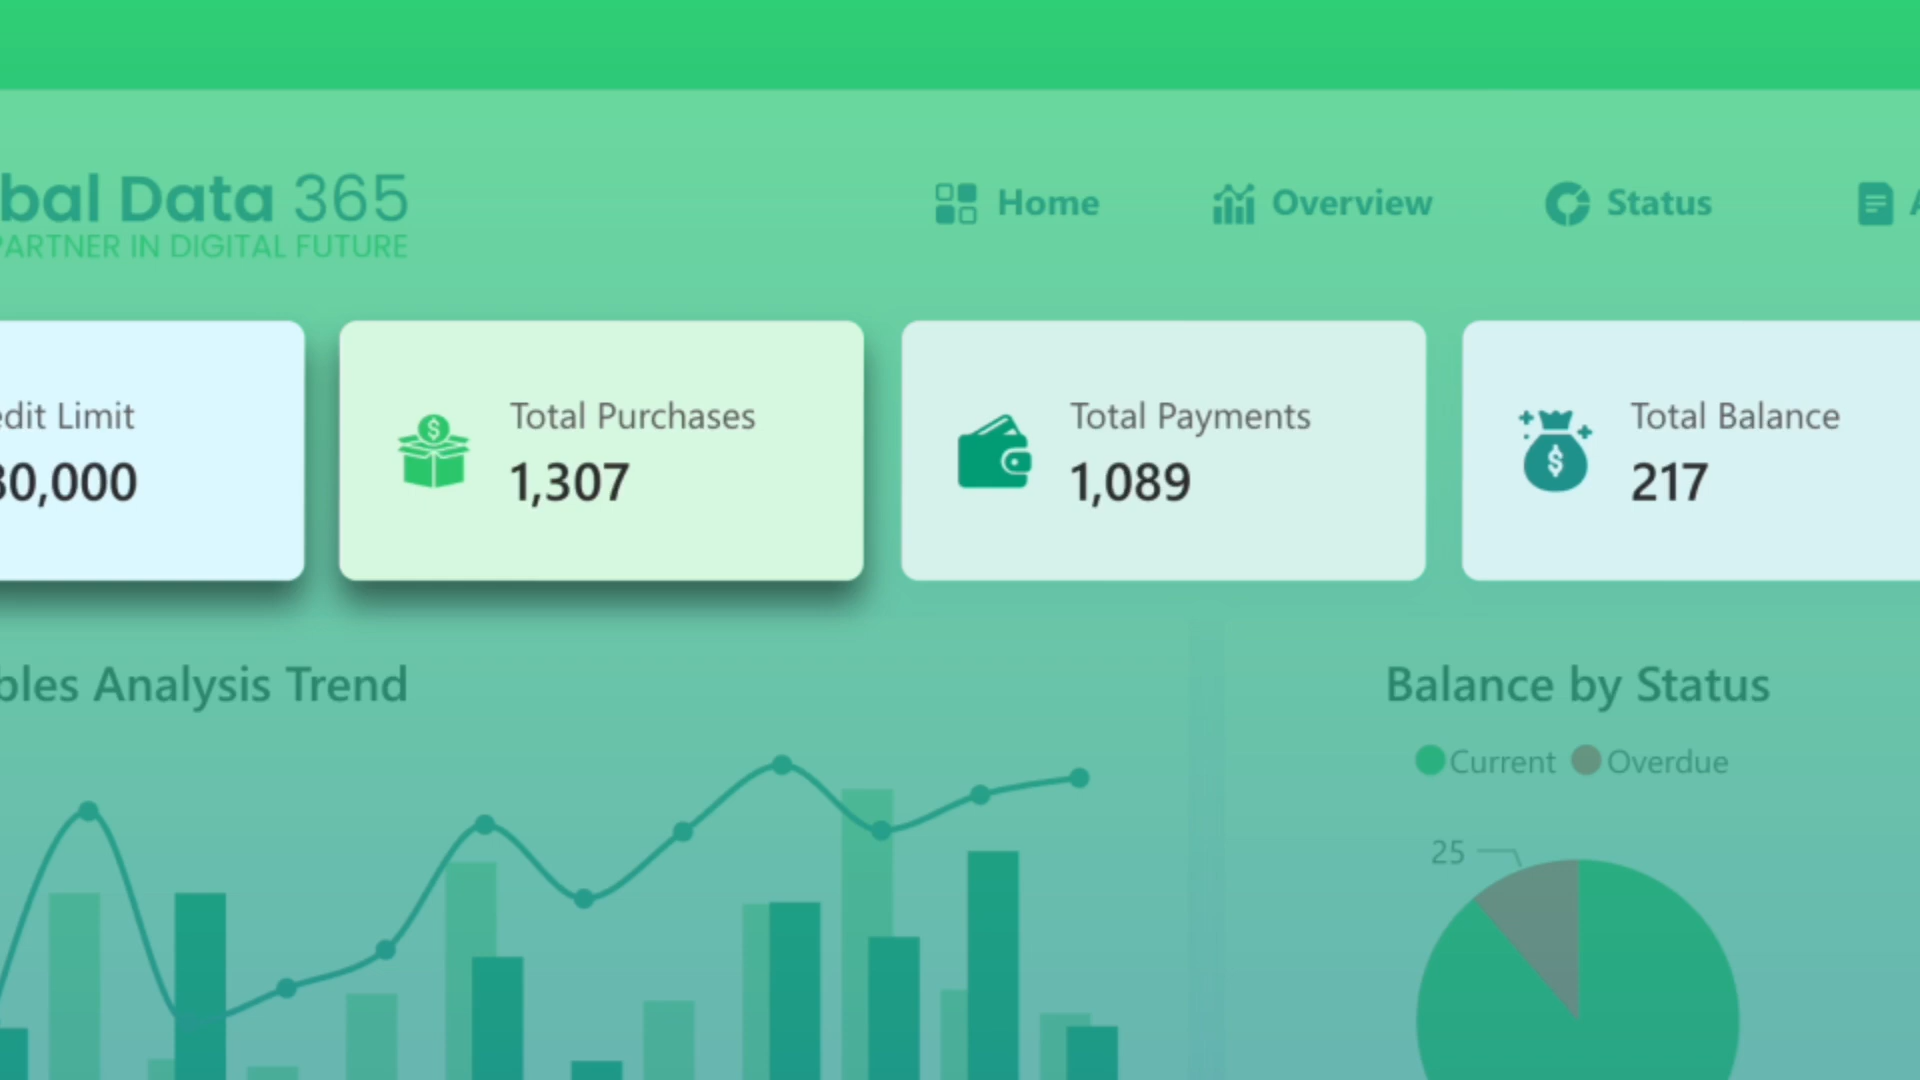 bal Data 365
PARTNER IN DIGITAL FUTURE
Home
Overview
Status
edit Limit
30,000
Total Purchases
1,307
Total Payments
1,089
Total Balance
217
bles Analysis Trend
Balance by Status
Current
Overdue
25